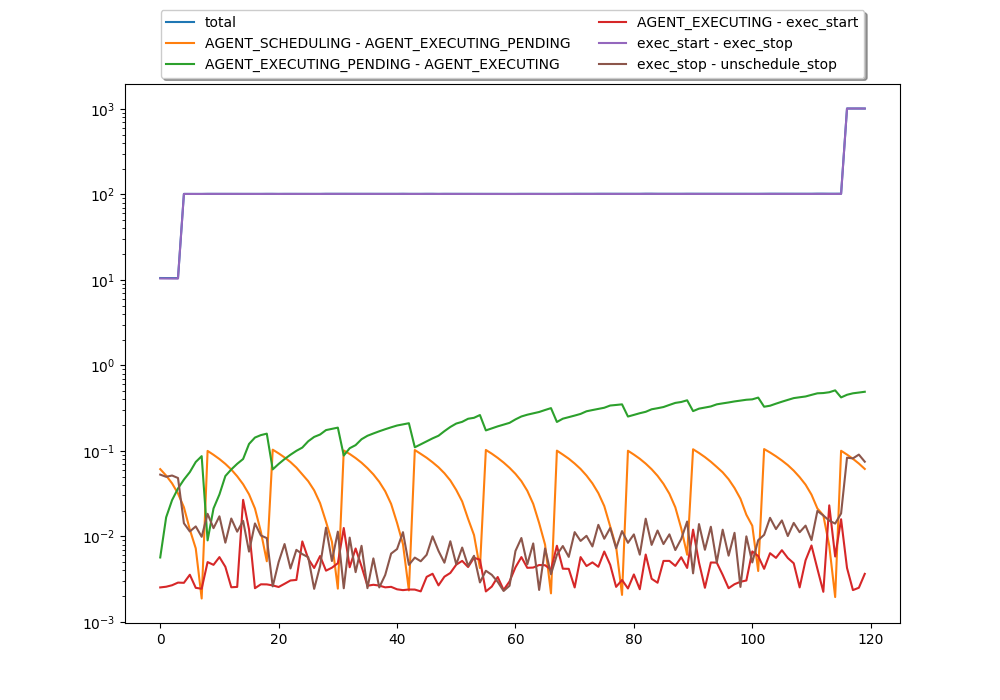 total
AGENT_SCHEDULING - AGENT_EXECUTING_PENDING
AGENT_EXECUTING_PENDING - AGENT_EXECUTING
AGENT_EXECUTING - exec_start
exec_start - exec_stop
exec_stop - unschedule_stop
10³
10²
10¹
10⁰
10⁻¹
10⁻²
10⁻³
0 20 40 60 80 100 120